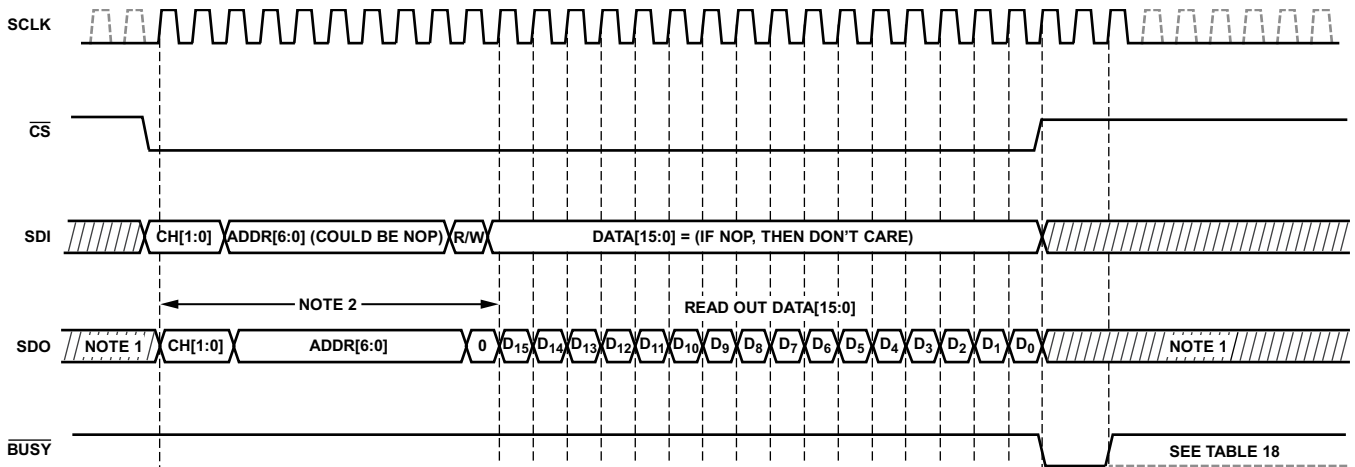 SCLK
CS
SDI CH[1:0] ADDR[6:0] (COULD BE NOP) R/W DATA[15:0] = (IF NOP, THEN DON'T CARE)
NOTE 2 READ OUT DATA[15:0]
SDO NOTE 1 CH[1:0] ADDR[6:0] 0 D15 D14 D13 D12 D11 D10 D9 D8 D7 D6 D5 D4 D3 D2 D1 D0 NOTE 1
BUSY SEE TABLE 18